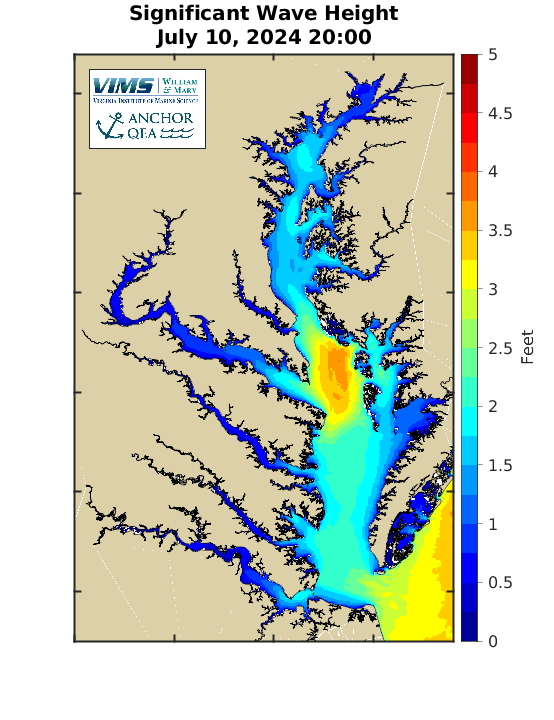 Significant Wave Height
July 10, 2024 20:00
VIMS | WILLIAM & MARY
VIRGINIA INSTITUTE OF MARINE SCIENCE
ANCHOR
QEA
5
4.5
4
3.5
3
2.5
2
1.5
1
0.5
0
Feet